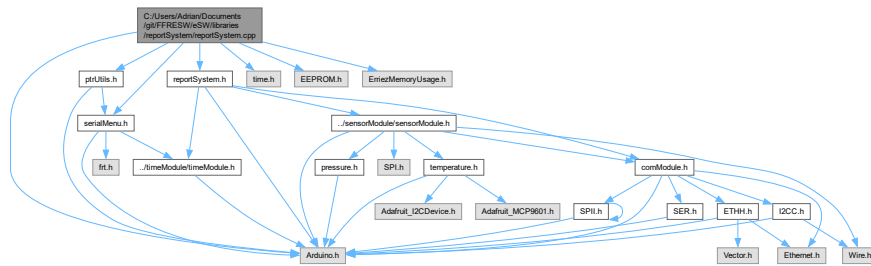 C:/Users/Adrian/Documents
/git/FFRESW/eSW/libraries
/reportSystem/reportSystem.cpp
ptrUtils.h
reportSystem.h
time.h
EEPROM.h
ErriezMemoryUsage.h
serialMenu.h
../sensorModule/sensorModule.h
frt.h
../timeModule/timeModule.h
pressure.h
SPI.h
temperature.h
comModule.h
Adafruit_I2CDevice.h
Adafruit_MCP9601.h
SPII.h
SER.h
ETHH.h
I2CC.h
Arduino.h
Vector.h
Ethernet.h
Wire.h